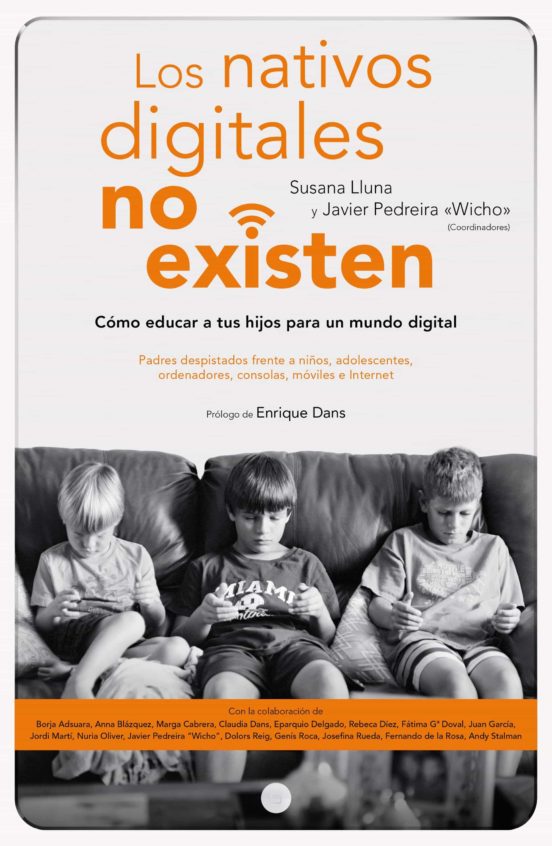 Los nativos
digitales
no
existen
Susana Lluna
y Javier Pedreira «Wicho»
(Coordinadores)
Cómo educar a tus hijos para un mundo digital
Padres despistados frente a niños, adolescentes,
ordenadores, consolas, móviles e Internet
Prólogo de Enrique Dans
MIAMI
Con la colaboración de
Borja Adsuara, Anna Blázquez, Marga Cabrera, Claudia Dans, Eparquio Delgado, Rebeca Díez, Fátima Gª Doval, Juan García,
Jordi Martí, Nuria Oliver, Javier Pedreira "Wicho", Dolors Reig, Genís Roca, Josefina Rueda, Fernando de la Rosa, Andy Stalman